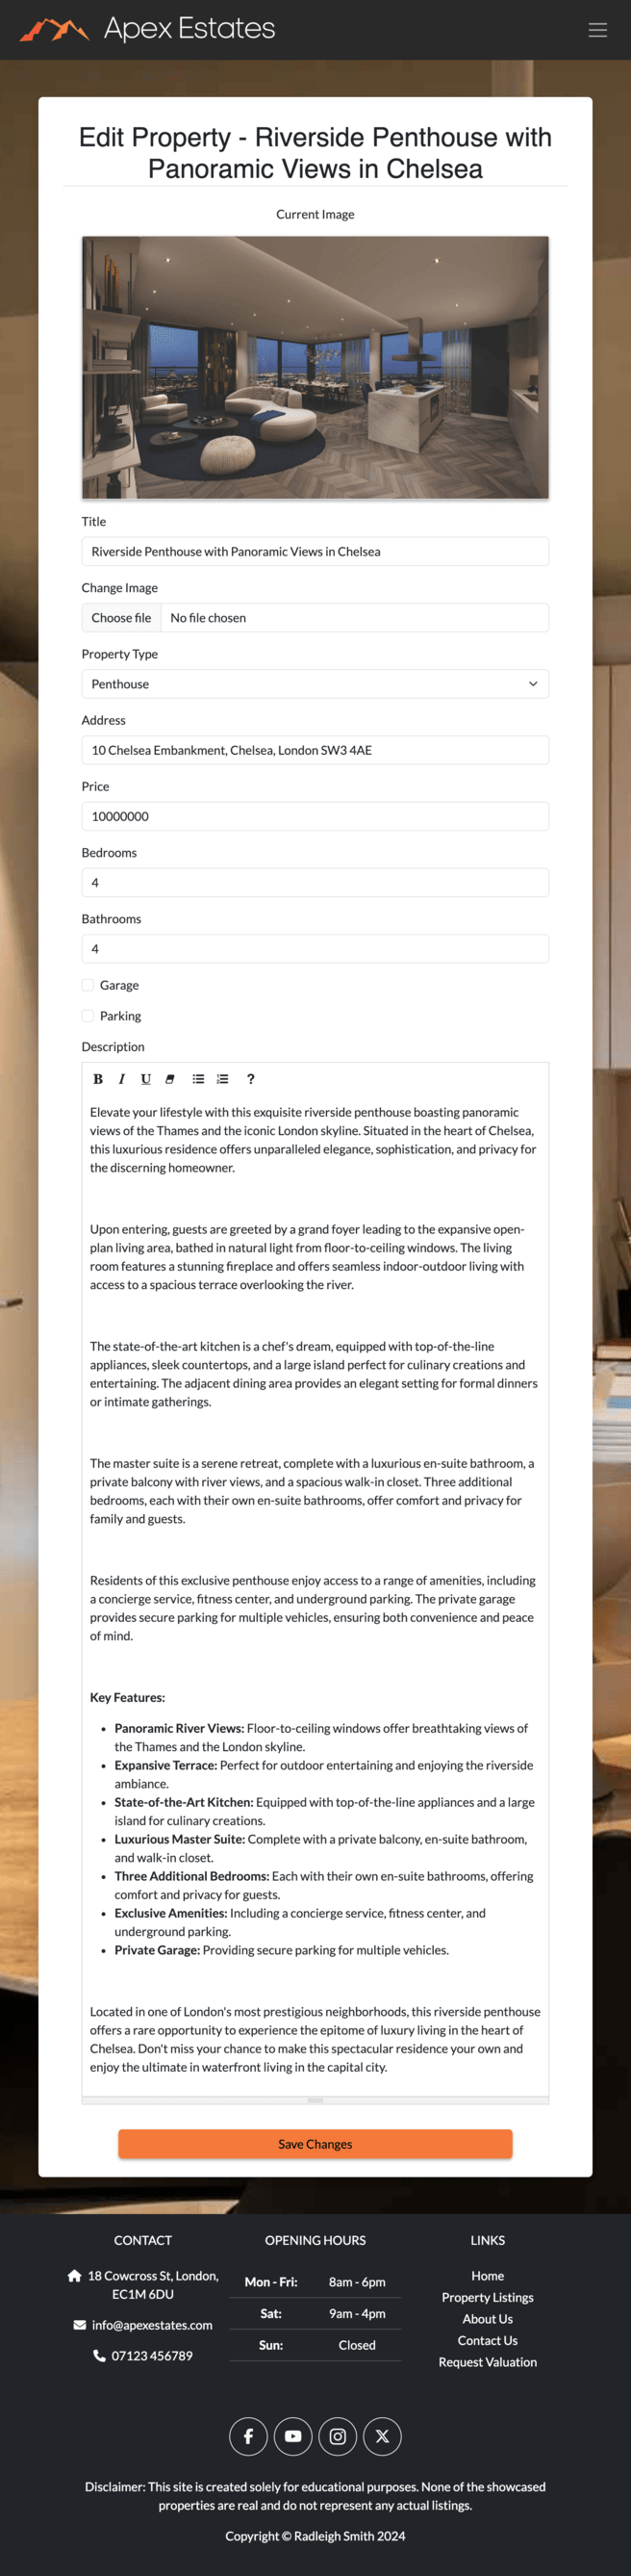 Apex Estates
Edit Property - Riverside Penthouse with
Panoramic Views in Chelsea
Current Image
Title
Riverside Penthouse with Panoramic Views in Chelsea
Change Image
Choose file No file chosen
Property Type
Penthouse
Address
10 Chelsea Embankment, Chelsea, London SW3 4AE
Price
10000000
Bedrooms
4
Bathrooms
4
Garage
Parking
Description
B I U ?
Elevate your lifestyle with this exquisite riverside penthouse boasting panoramic
views of the Thames and the iconic London skyline. Situated in the heart of Chelsea,
this luxurious residence offers unparalleled elegance, sophistication, and privacy for
the discerning homeowner.
Upon entering, guests are greeted by a grand foyer leading to the expansive open-
plan living area, bathed in natural light from floor-to-ceiling windows. The living
room features a stunning fireplace and offers seamless indoor-outdoor living with
access to a spacious terrace overlooking the river.
The state-of-the-art kitchen is a chef's dream, equipped with top-of-the-line
appliances, sleek countertops, and a large island perfect for culinary creations and
entertaining. The adjacent dining area provides an elegant setting for formal dinners
or intimate gatherings.
The master suite is a serene retreat, complete with a luxurious en-suite bathroom, a
private balcony with river views, and a spacious walk-in closet. Three additional
bedrooms, each with their own en-suite bathrooms, offer comfort and privacy for
family and guests.
Residents of this exclusive penthouse enjoy access to a range of amenities, including
a concierge service, fitness center, and underground parking. The private garage
provides secure parking for multiple vehicles, ensuring both convenience and peace
of mind.
Key Features:
• Panoramic River Views: Floor-to-ceiling windows offer breathtaking views of
the Thames and the London skyline.
• Expansive Terrace: Perfect for outdoor entertaining and enjoying the riverside
ambiance.
• State-of-the-Art Kitchen: Equipped with top-of-the-line appliances and a large
island for culinary creations.
• Luxurious Master Suite: Complete with a private balcony, en-suite bathroom,
and walk-in closet.
• Three Additional Bedrooms: Each with their own en-suite bathrooms, offering
comfort and privacy for guests.
• Exclusive Amenities: Including a concierge service, fitness center, and
underground parking.
• Private Garage: Providing secure parking for multiple vehicles.
Located in one of London's most prestigious neighborhoods, this riverside penthouse
offers a rare opportunity to experience the epitome of luxury living in the heart of
Chelsea. Don't miss your chance to make this spectacular residence your own and
enjoy the ultimate in waterfront living in the capital city.
Save Changes
CONTACT
18 Cowcross St, London,
EC1M 6DU
info@apexestates.com
07123 456789
OPENING HOURS
Mon - Fri: 8am - 6pm
Sat: 9am - 4pm
Sun: Closed
LINKS
Home
Property Listings
About Us
Contact Us
Request Valuation
Disclaimer: This site is created solely for educational purposes. None of the showcased
properties are real and do not represent any actual listings.
Copyright © Radleigh Smith 2024